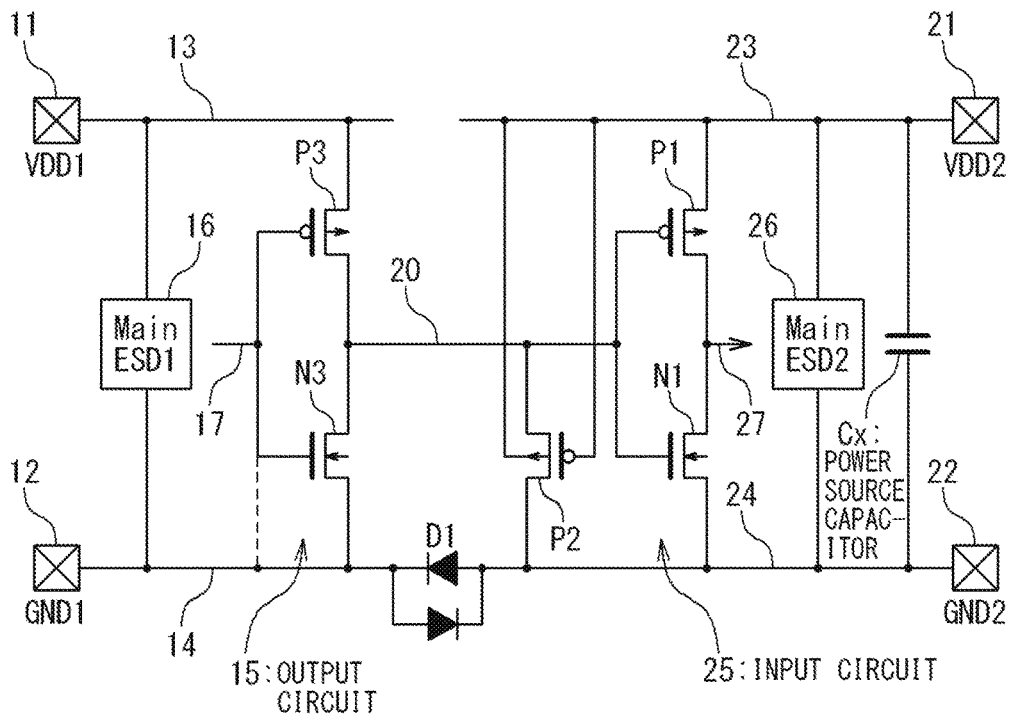 11
13
23
21
VDD1
P3
P1
VDD2
16
26
20
Main
ESD1
Main
ESD2
17
N3
N1
27
Cx:
POWER
SOURCE
CAPAC-
ITOR
12
22
24
P2
D1
GND1
GND2
14
15:OUTPUT
CIRCUIT
25:INPUT CIRCUIT